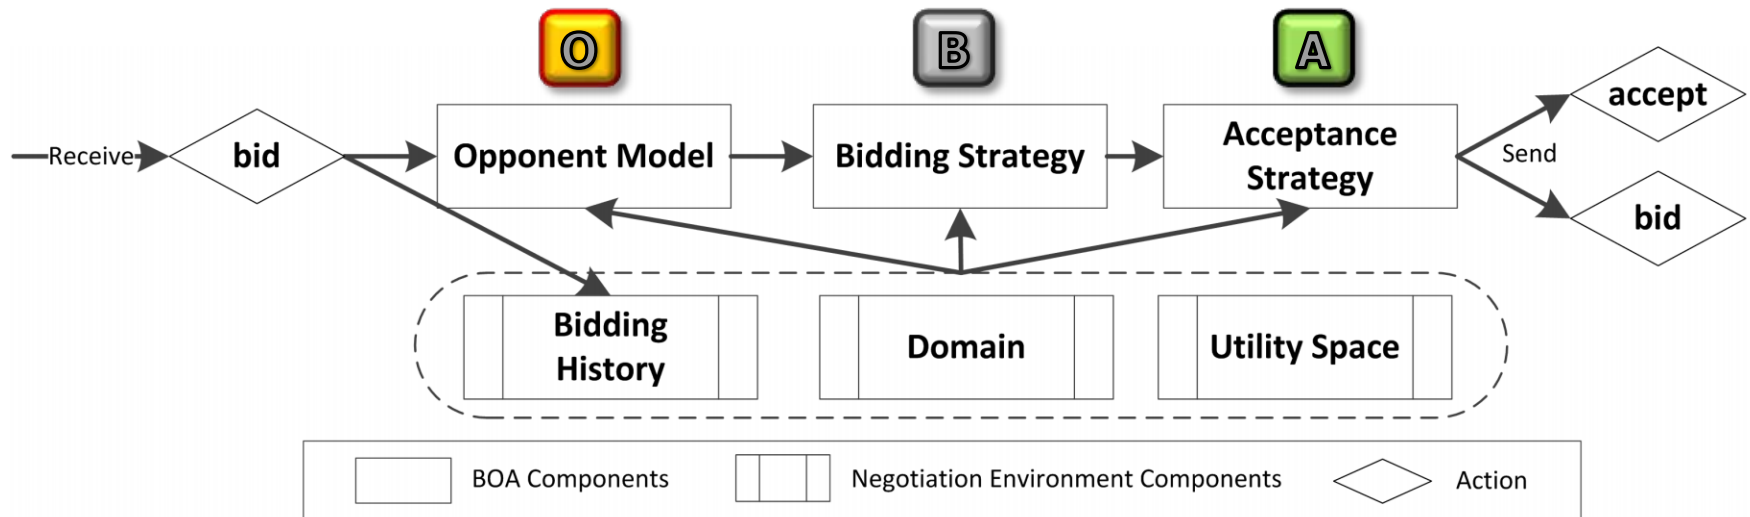 O
B
A
Receive
bid
Opponent Model
Bidding Strategy
Acceptance
Strategy
Send
accept
bid
Bidding
History
Domain
Utility Space
BOA Components
Negotiation Environment Components
Action